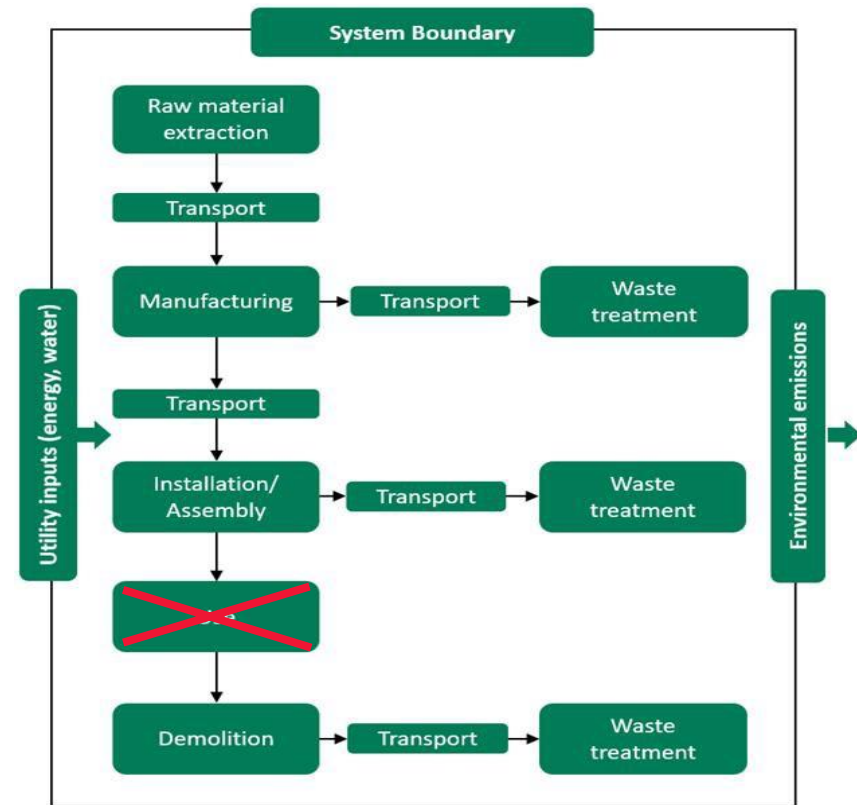 System Boundary
Raw material
extraction
Transport
Manufacturing
Transport
Waste
treatment
Transport
Installation/
Assembly
Transport
Waste
treatment
Demolition
Transport
Waste
treatment
Utility inputs (energy, water)
Environmental emissions